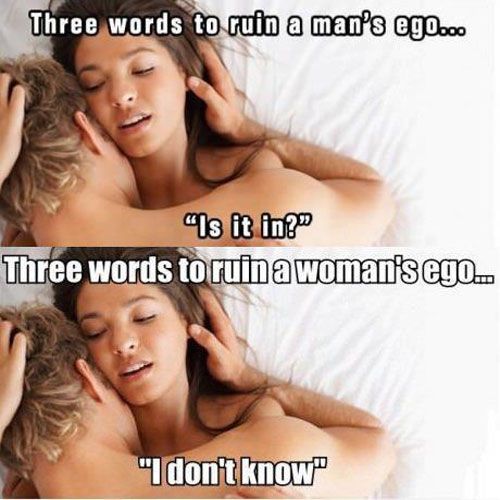 Three words to ruin a man's ego...
"Is it in?"
Three words to ruin a woman's ego...
"I don't know"